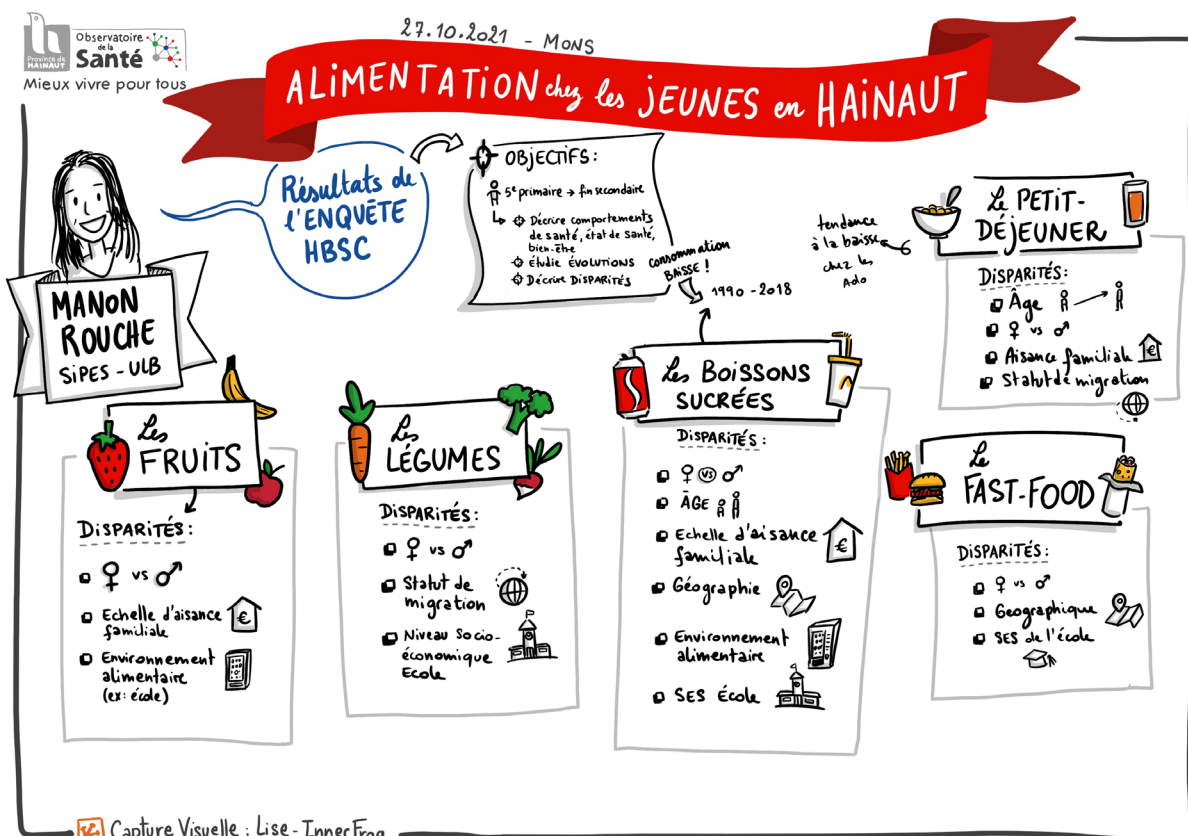 Province de
HAINAUT
Observatoire
de la
Santé
Mieux vivre pour tous
27.10.2021 - MONS
ALIMENTATION chez les JEUNES en HAINAUT
MANON
ROUCHE
SIPES - ULB
Résultats de
l'ENQUÊTE
HBSC
OBJECTIFS :
5e primaire → fin secondaire
Décrire comportements
de santé, état de santé,
bien-être
étudie ÉVOLUTIONS
Décrire DISPARITÉS
consommation
BAISSE !
1990 - 2018
tendance
à la baisse
chez les
Ado
Le PETIT-
DÉJEUNER
DISPARITÉS :
Âge
♀ vs ♂
Aisance familiale €
Statut de migration
Les
FRUITS
DISPARITÉS :
♀ vs ♂
Echelle d'aisance
familiale €
Environnement
alimentaire
(ex: école)
Les
LÉGUMES
DISPARITÉS :
♀ vs ♂
Statut de
migration
Niveau Socio-
économique
Ecole
Les BOISSONS
SUCRÉES
DISPARITÉS :
♀ vs ♂
ÂGE
Echelle d'aisance
familiale €
Géographie
Environnement
alimentaire
SES École
Le
FAST-FOOD
DISPARITÉS :
♀ vs ♂
Geographique
SES de l'école
Capture Visuelle : Lise - InnerFrog